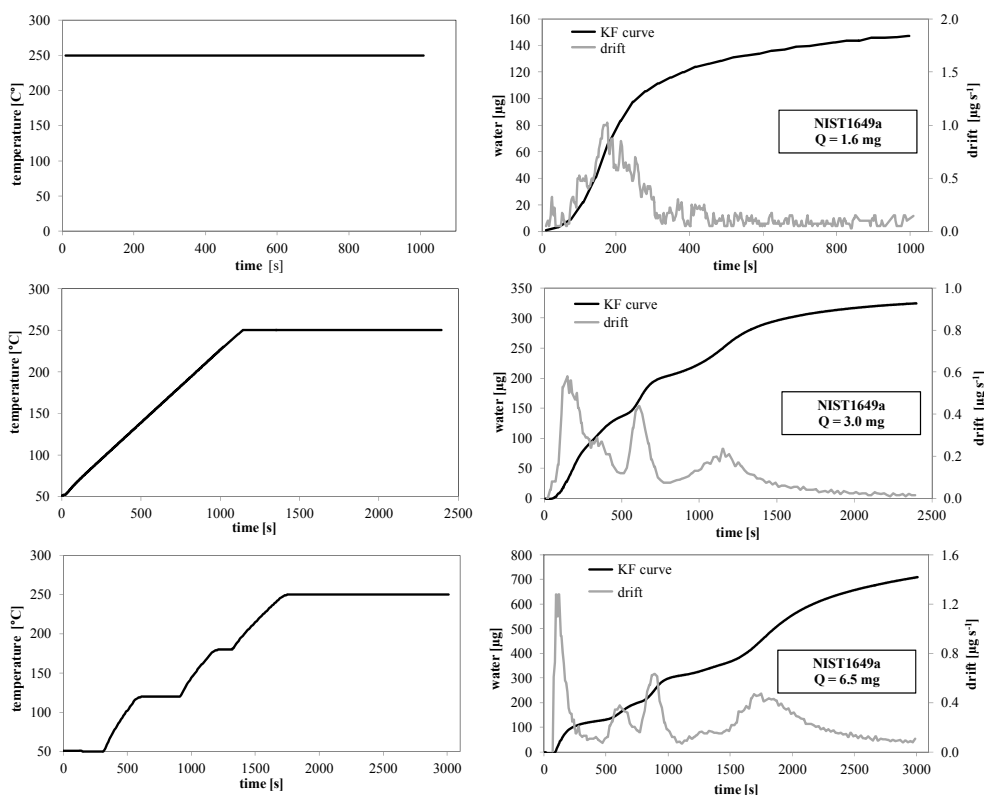 300
250
200
150
100
50
0
temperature [C°]
0 200 400 600 800 1000
time [s]
160
140
120
100
80
60
40
20
0
water [µg]
KF curve
drift
2.0
1.5
1.0
0.5
0.0
drift [µg s⁻¹]
NIST1649a
Q = 1.6 mg
0 200 400 600 800 1000
time [s]
300
250
200
150
100
50
temperature [°C]
0 500 1000 1500 2000 2500
time [s]
350
300
250
200
150
100
50
0
water [µg]
KF curve
drift
1.0
0.8
0.6
0.4
0.2
0.0
drift [µg s⁻¹]
NIST1649a
Q = 3.0 mg
0 500 1000 1500 2000 2500
time [s]
300
250
200
150
100
50
temperature [°C]
0 500 1000 1500 2000 2500 3000
time [s]
800
700
600
500
400
300
200
100
0
water [µg]
KF curve
drift
1.6
1.2
0.8
0.4
0.0
drift [µg s⁻¹]
NIST1649a
Q = 6.5 mg
0 500 1000 1500 2000 2500 3000
time [s]